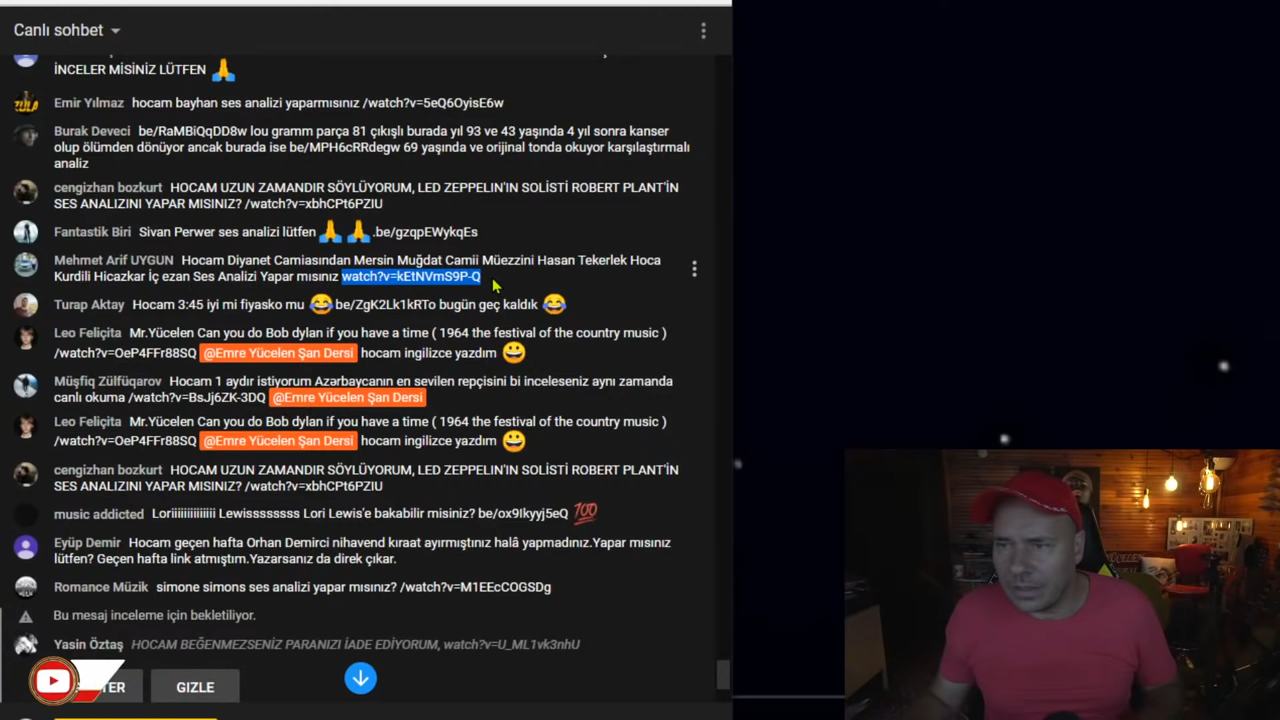 Canlı sohbet
İNCELER MİSİNİZ LÜTFEN 🙏
Emir Yılmaz hocam bayhan ses analizi yaparmısınız /watch?v=5eQ6OyisE6w
Burak Deveci be/RaMBiQqDD8w lou gramm parça 81 çıkışlı burada yıl 93 ve 43 yaşında 4 yıl sonra kanser
olup ölümden dönüyor ancak burada ise be/MPH6cRRdegw 69 yaşında ve orijinal tonda okuyor karşılaştırmalı
analiz
cengizhan bozkurt HOCAM UZUN ZAMANDIR SÖYLÜYORUM, LED ZEPPELIN'IN SOLİSTİ ROBERT PLANT'İN
SES ANALIZINI YAPAR MISINIZ? /watch?v=xbhCPt6PZIU
Fantastik Biri Sivan Perwer ses analizi lütfen 🙏 🙏 .be/gzqpEWykqEs
Mehmet Arif UYGUN Hocam Diyanet Camiasından Mersin Muğdat Camii Müezzini Hasan Tekerlek Hoca
Kurdili Hicazkar İç ezan Ses Analizi Yapar mısınız watch?v=kEtNVmS9P-Q
Turap Aktay Hocam 3:45 iyi mi fiyasko mu 😂 be/ZgK2Lk1kRTo bugün geç kaldık 😂
Leo Feliçita Mr.Yücelen Can you do Bob dylan if you have a time ( 1964 the festival of the country music )
/watch?v=OeP4FFr88SQ @Emre Yücelen Şan Dersi hocam ingilizce yazdım 😀
Müşfiq Zülfüqarov Hocam 1 aydır istiyorum Azərbaycanın en sevilen repçisini bi inceleseniz aynı zamanda
canlı okuma /watch?v=BsJj6ZK-3DQ @Emre Yücelen Şan Dersi
Leo Feliçita Mr.Yücelen Can you do Bob dylan if you have a time ( 1964 the festival of the country music )
/watch?v=OeP4FFr88SQ @Emre Yücelen Şan Dersi hocam ingilizce yazdım 😀
cengizhan bozkurt HOCAM UZUN ZAMANDIR SÖYLÜYORUM, LED ZEPPELIN'IN SOLİSTİ ROBERT PLANT'İN
SES ANALIZINI YAPAR MISINIZ? /watch?v=xbhCPt6PZIU
music addicted Loriiiiiiiiiiiiiii Lewisssssssss Lori Lewis'e bakabilir misiniz? be/ox9Ikyyj5eQ 💯
Eyüp Demir Hocam geçen hafta Orhan Demirci nihavend kıraat ayırmıştınız halâ yapmadınız.Yapar mısınız
lütfen? Geçen hafta link atmıştım.Yazarsanız da direk çıkar.
Romance Müzik simone simons ses analizi yapar mısınız? /watch?v=M1EEcCOGSDg
Bu mesaj inceleme için bekletiliyor.
Yasin Öztaş HOCAM BEĞENMEZSENİZ PARANIZI İADE EDİYORUM, watch?v=U_ML1vk3nhU
GIZLE